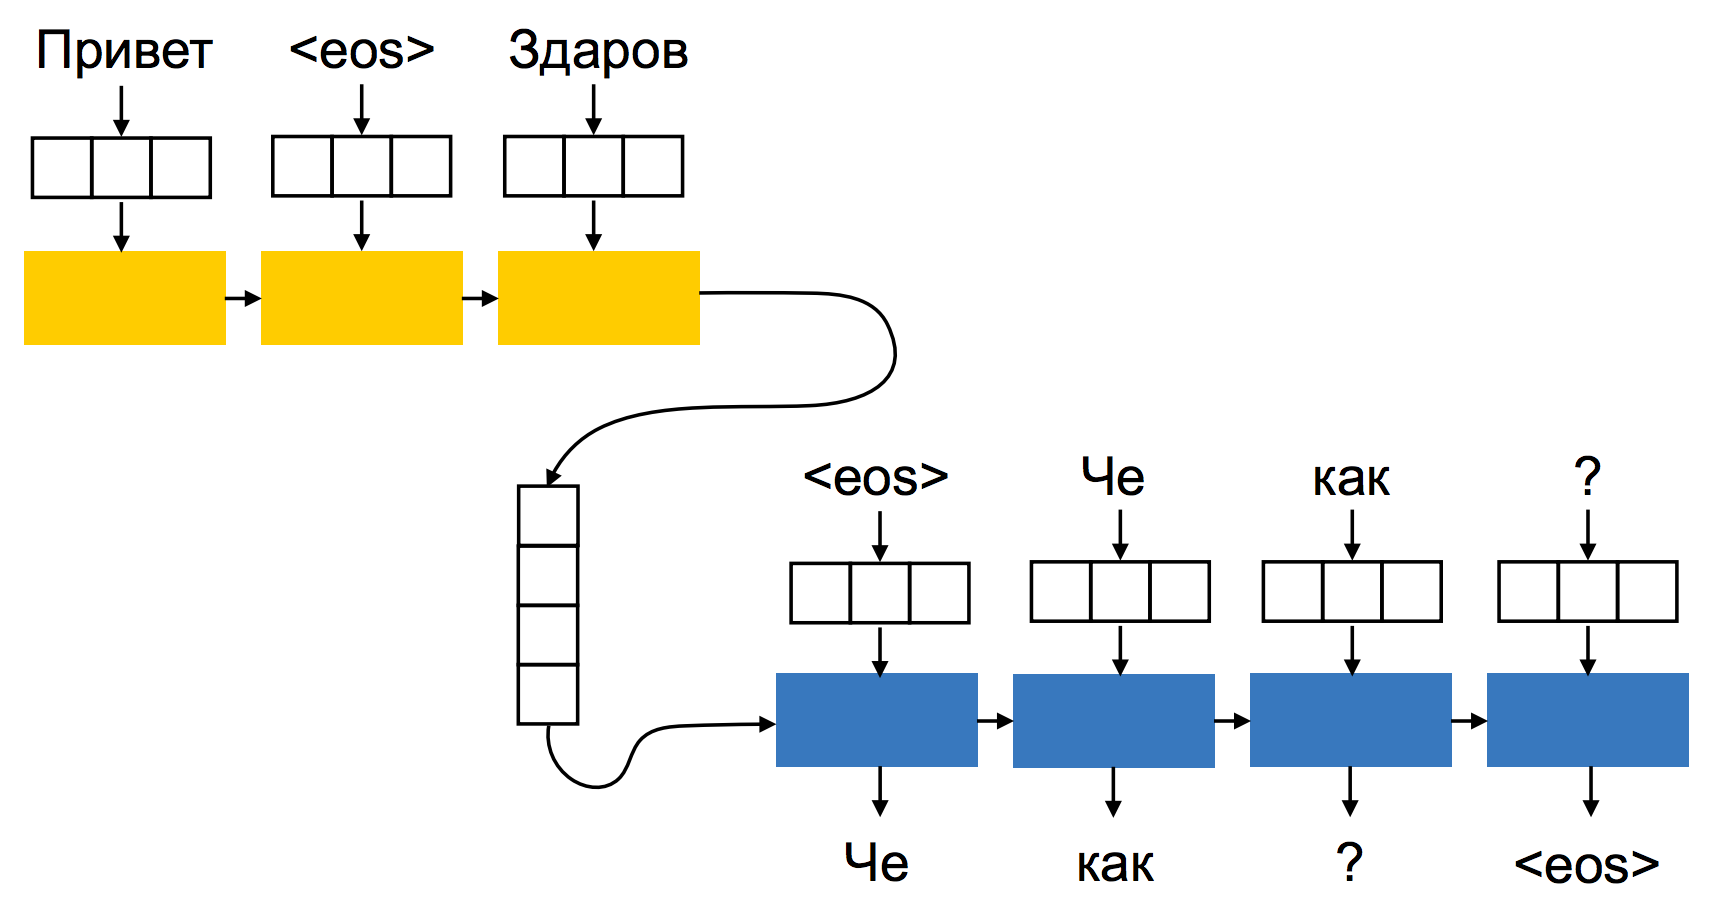 Привет <eos> Здаров
<eos> Че как ?
Че как ? <eos>